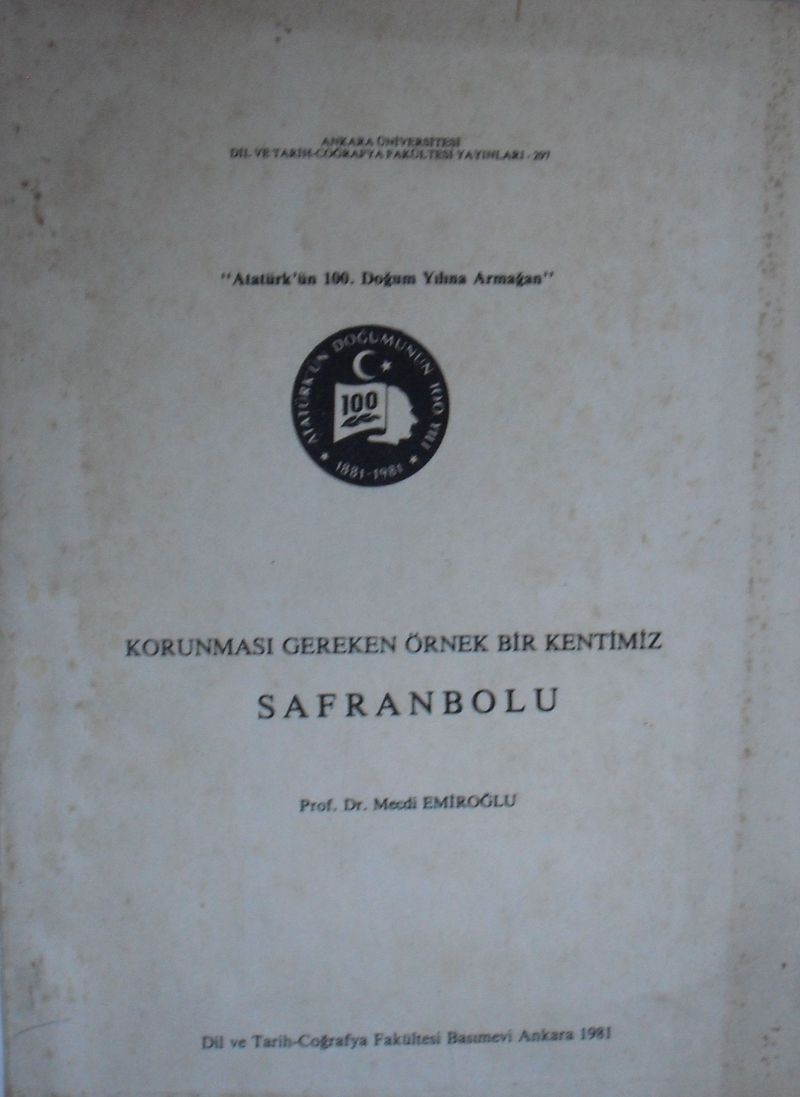 ANKARA ÜNİVERSİTESİ
DİL VE TARİH-COĞRAFYA FAKÜLTESİ YAYINLARI - 297
"Atatürk'ün 100. Doğum Yılına Armağan"
ATATÜRK'ÜN DOĞUMUNUN 100 YILI
100
1881-1981
KORUNMASI GEREKEN ÖRNEK BİR KENTİMİZ
SAFRANBOLU
Prof. Dr. Mecdi EMİROĞLU
Dil ve Tarih-Coğrafya Fakültesi Basımevi Ankara 1981